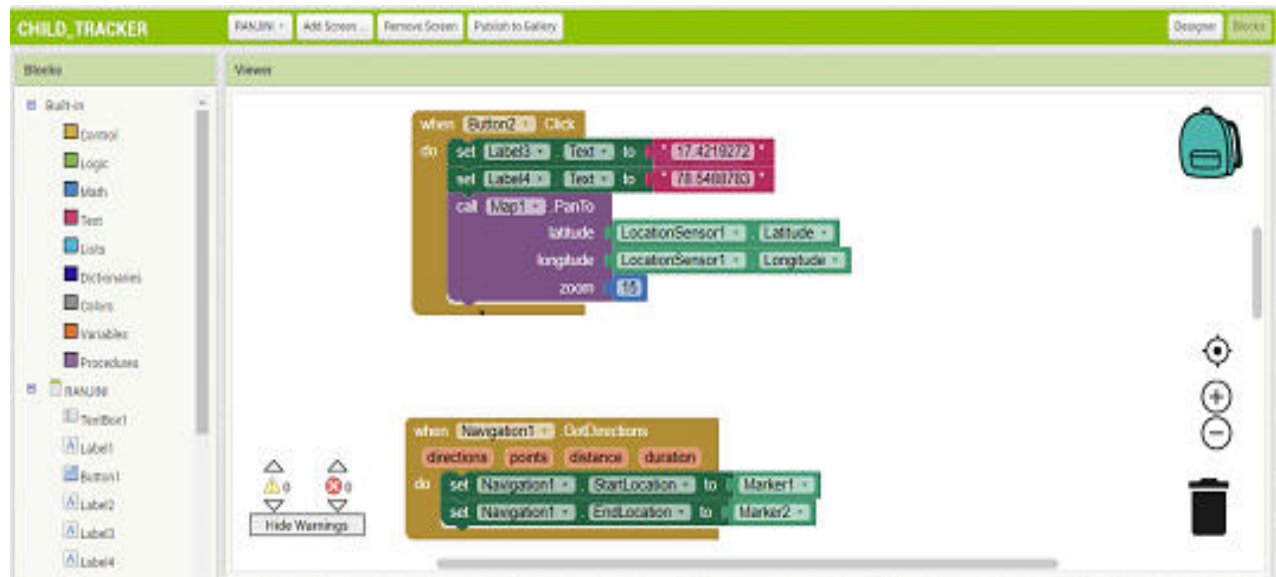 CHILD_TRACKER RANJINI Add Screen ... Remove Screen Publish to Gallery Designer Blocks
Blocks Viewer
Built-in
Control
Logic
Math
Text
Lists
Dictionaries
Colors
Variables
Procedures
RANJINI
TextBox1
Label1
Button1
Label2
Label3
Label4
when Button2 .Click
do set Label3 . Text to " 17.4219272 "
set Label4 . Text to " "
call Map1 .PanTo
latitude LocationSensor1 . Latitude
longitude LocationSensor1 . Longitude
zoom 15
when Navigation1 .GotDirections
directions points distance duration
do set Navigation1 . StartLocation to Marker1
set Navigation1 . EndLocation to Marker2
0 0
Hide Warnings